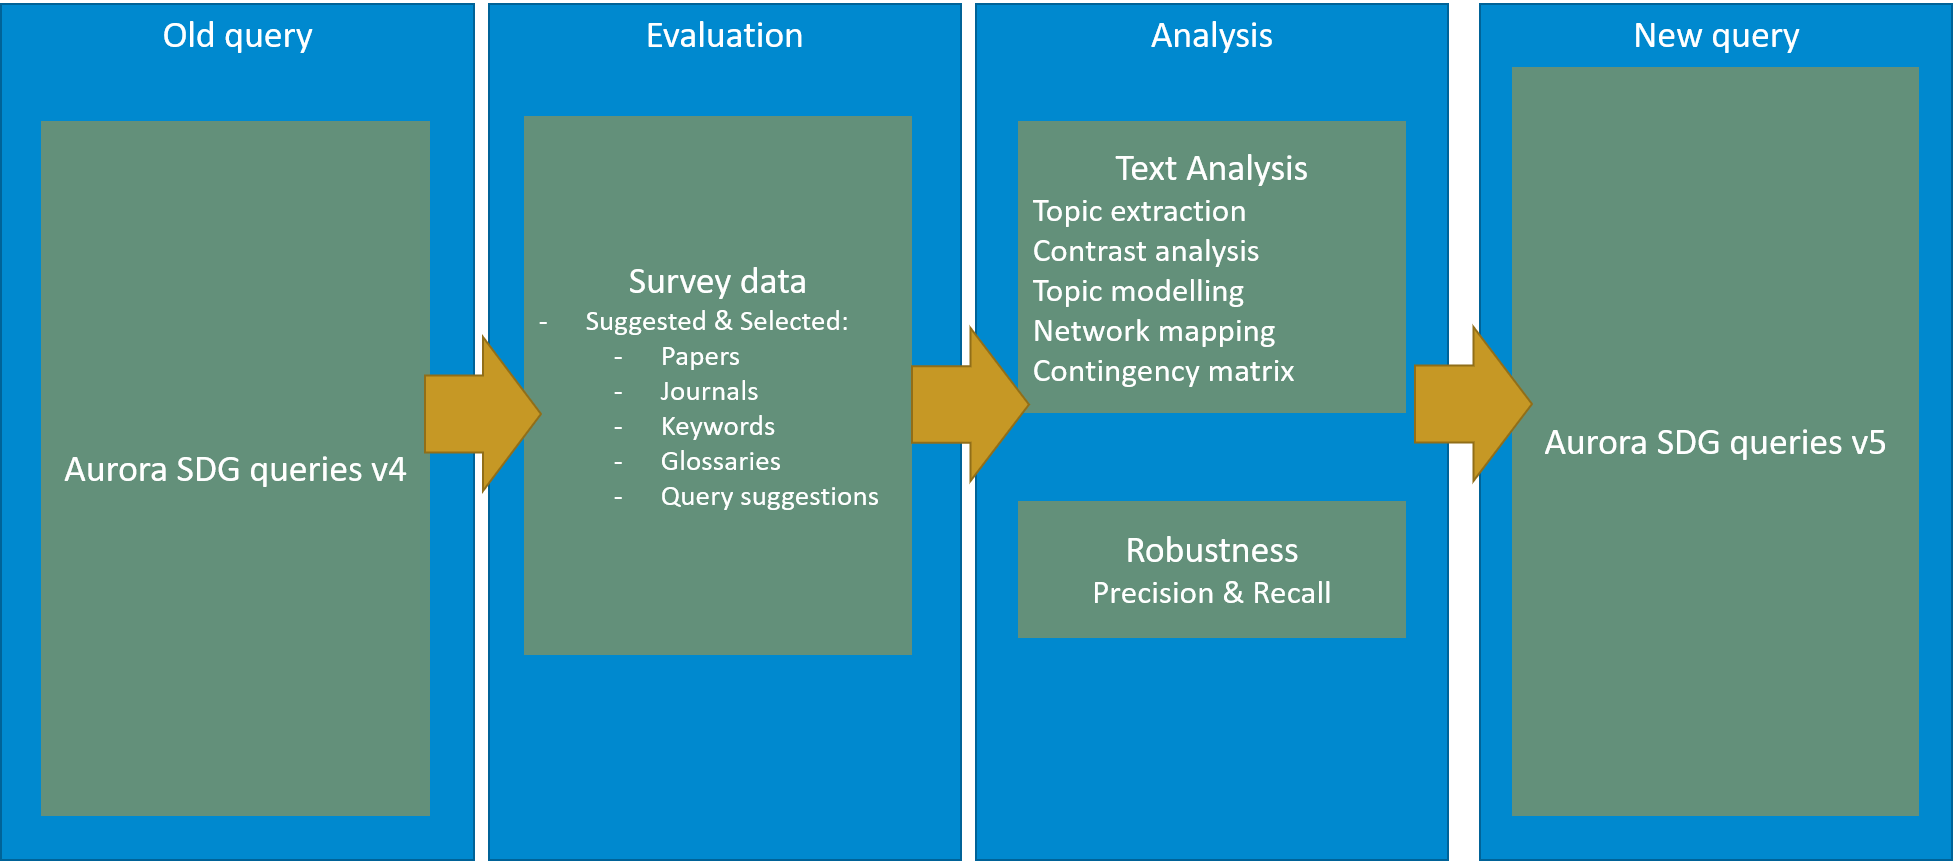 Old query
Aurora SDG queries v4
Evaluation
Survey data
- Suggested & Selected:
- Papers
- Journals
- Keywords
- Glossaries
- Query suggestions
Analysis
Text Analysis
Topic extraction
Contrast analysis
Topic modelling
Network mapping
Contingency matrix
Robustness
Precision & Recall
New query
Aurora SDG queries v5